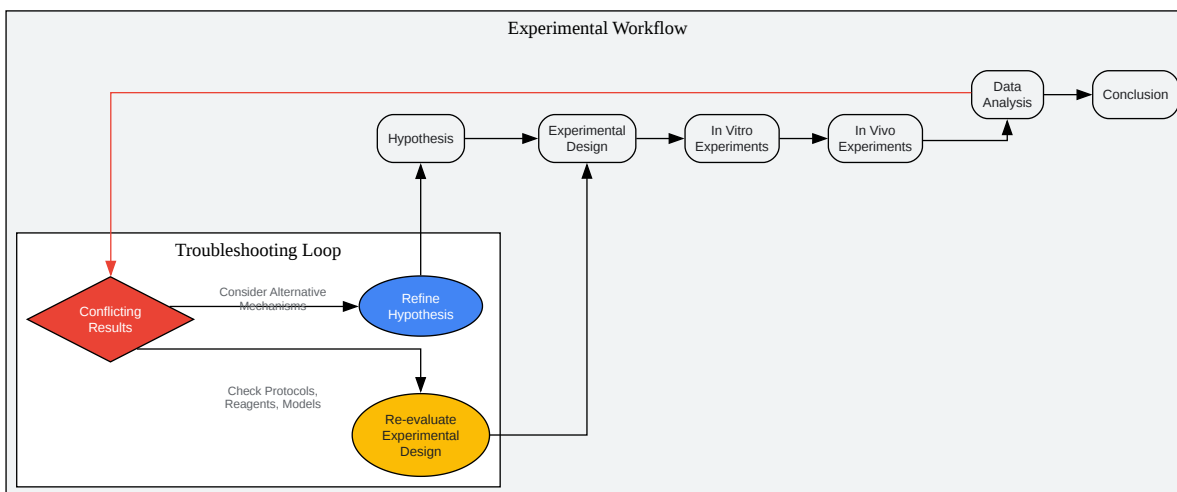 Experimental Workflow
Data
Analysis
Conclusion
Hypothesis
Experimental
Design
In Vitro
Experiments
In Vivo
Experiments
Troubleshooting Loop
Conflicting
Results
Consider Alternative
Mechanisms
Refine
Hypothesis
Check Protocols,
Reagents, Models
Re-evaluate
Experimental
Design